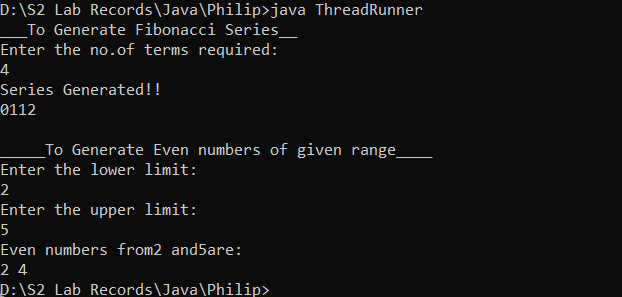 D:\S2 Lab Records\Java\Philip>java ThreadRunner
___To Generate Fibonacci Series__
Enter the no.of terms required:
4
Series Generated!!
0112
_____To Generate Even numbers of given range____
Enter the lower limit:
2
Enter the upper limit:
5
Even numbers from2 and5are:
2 4
D:\S2 Lab Records\Java\Philip>